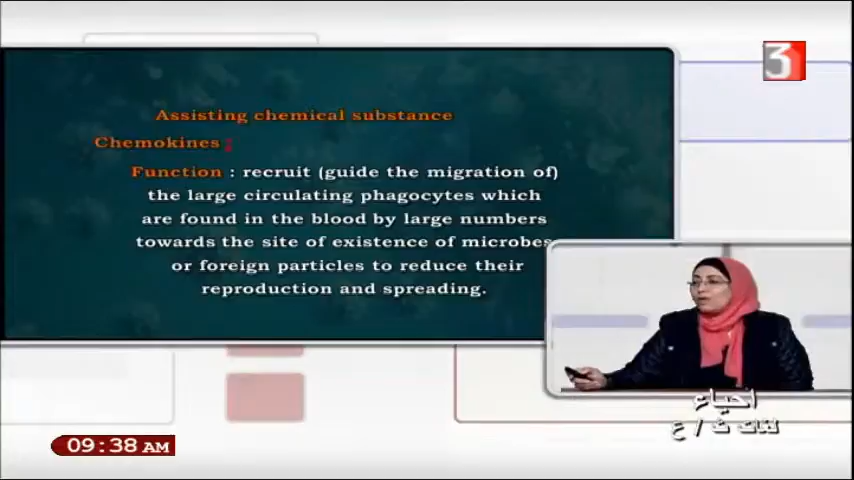 3
Assisting chemical substance
Chemokines :
Function : recruit (guide the migration of)
the large circulating phagocytes which
are found in the blood by large numbers
towards the site of existence of microbes
or foreign particles to reduce their
reproduction and spreading.
احياء
لغات ث / ع
09:38 AM